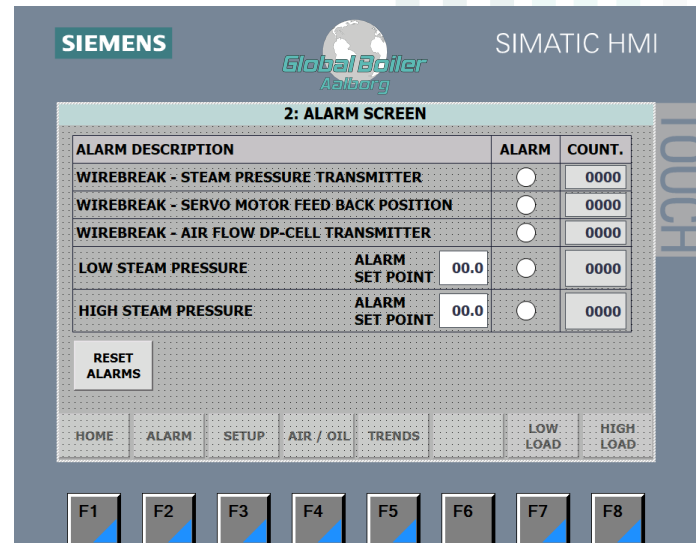 SIEMENS
SIMATIC HMI
Global Boiler
Aalborg
TOUCH
2: ALARM SCREEN
ALARM DESCRIPTION ALARM COUNT.
WIREBREAK - STEAM PRESSURE TRANSMITTER 0000
WIREBREAK - SERVO MOTOR FEED BACK POSITION 0000
WIREBREAK - AIR FLOW DP-CELL TRANSMITTER 0000
LOW STEAM PRESSURE
ALARM
SET POINT
00.0 0000
HIGH STEAM PRESSURE
ALARM
SET POINT
00.0 0000
RESET
ALARMS
HOME ALARM SETUP AIR / OIL TRENDS
LOW
LOAD
HIGH
LOAD
F1 F2 F3 F4 F5 F6 F7 F8